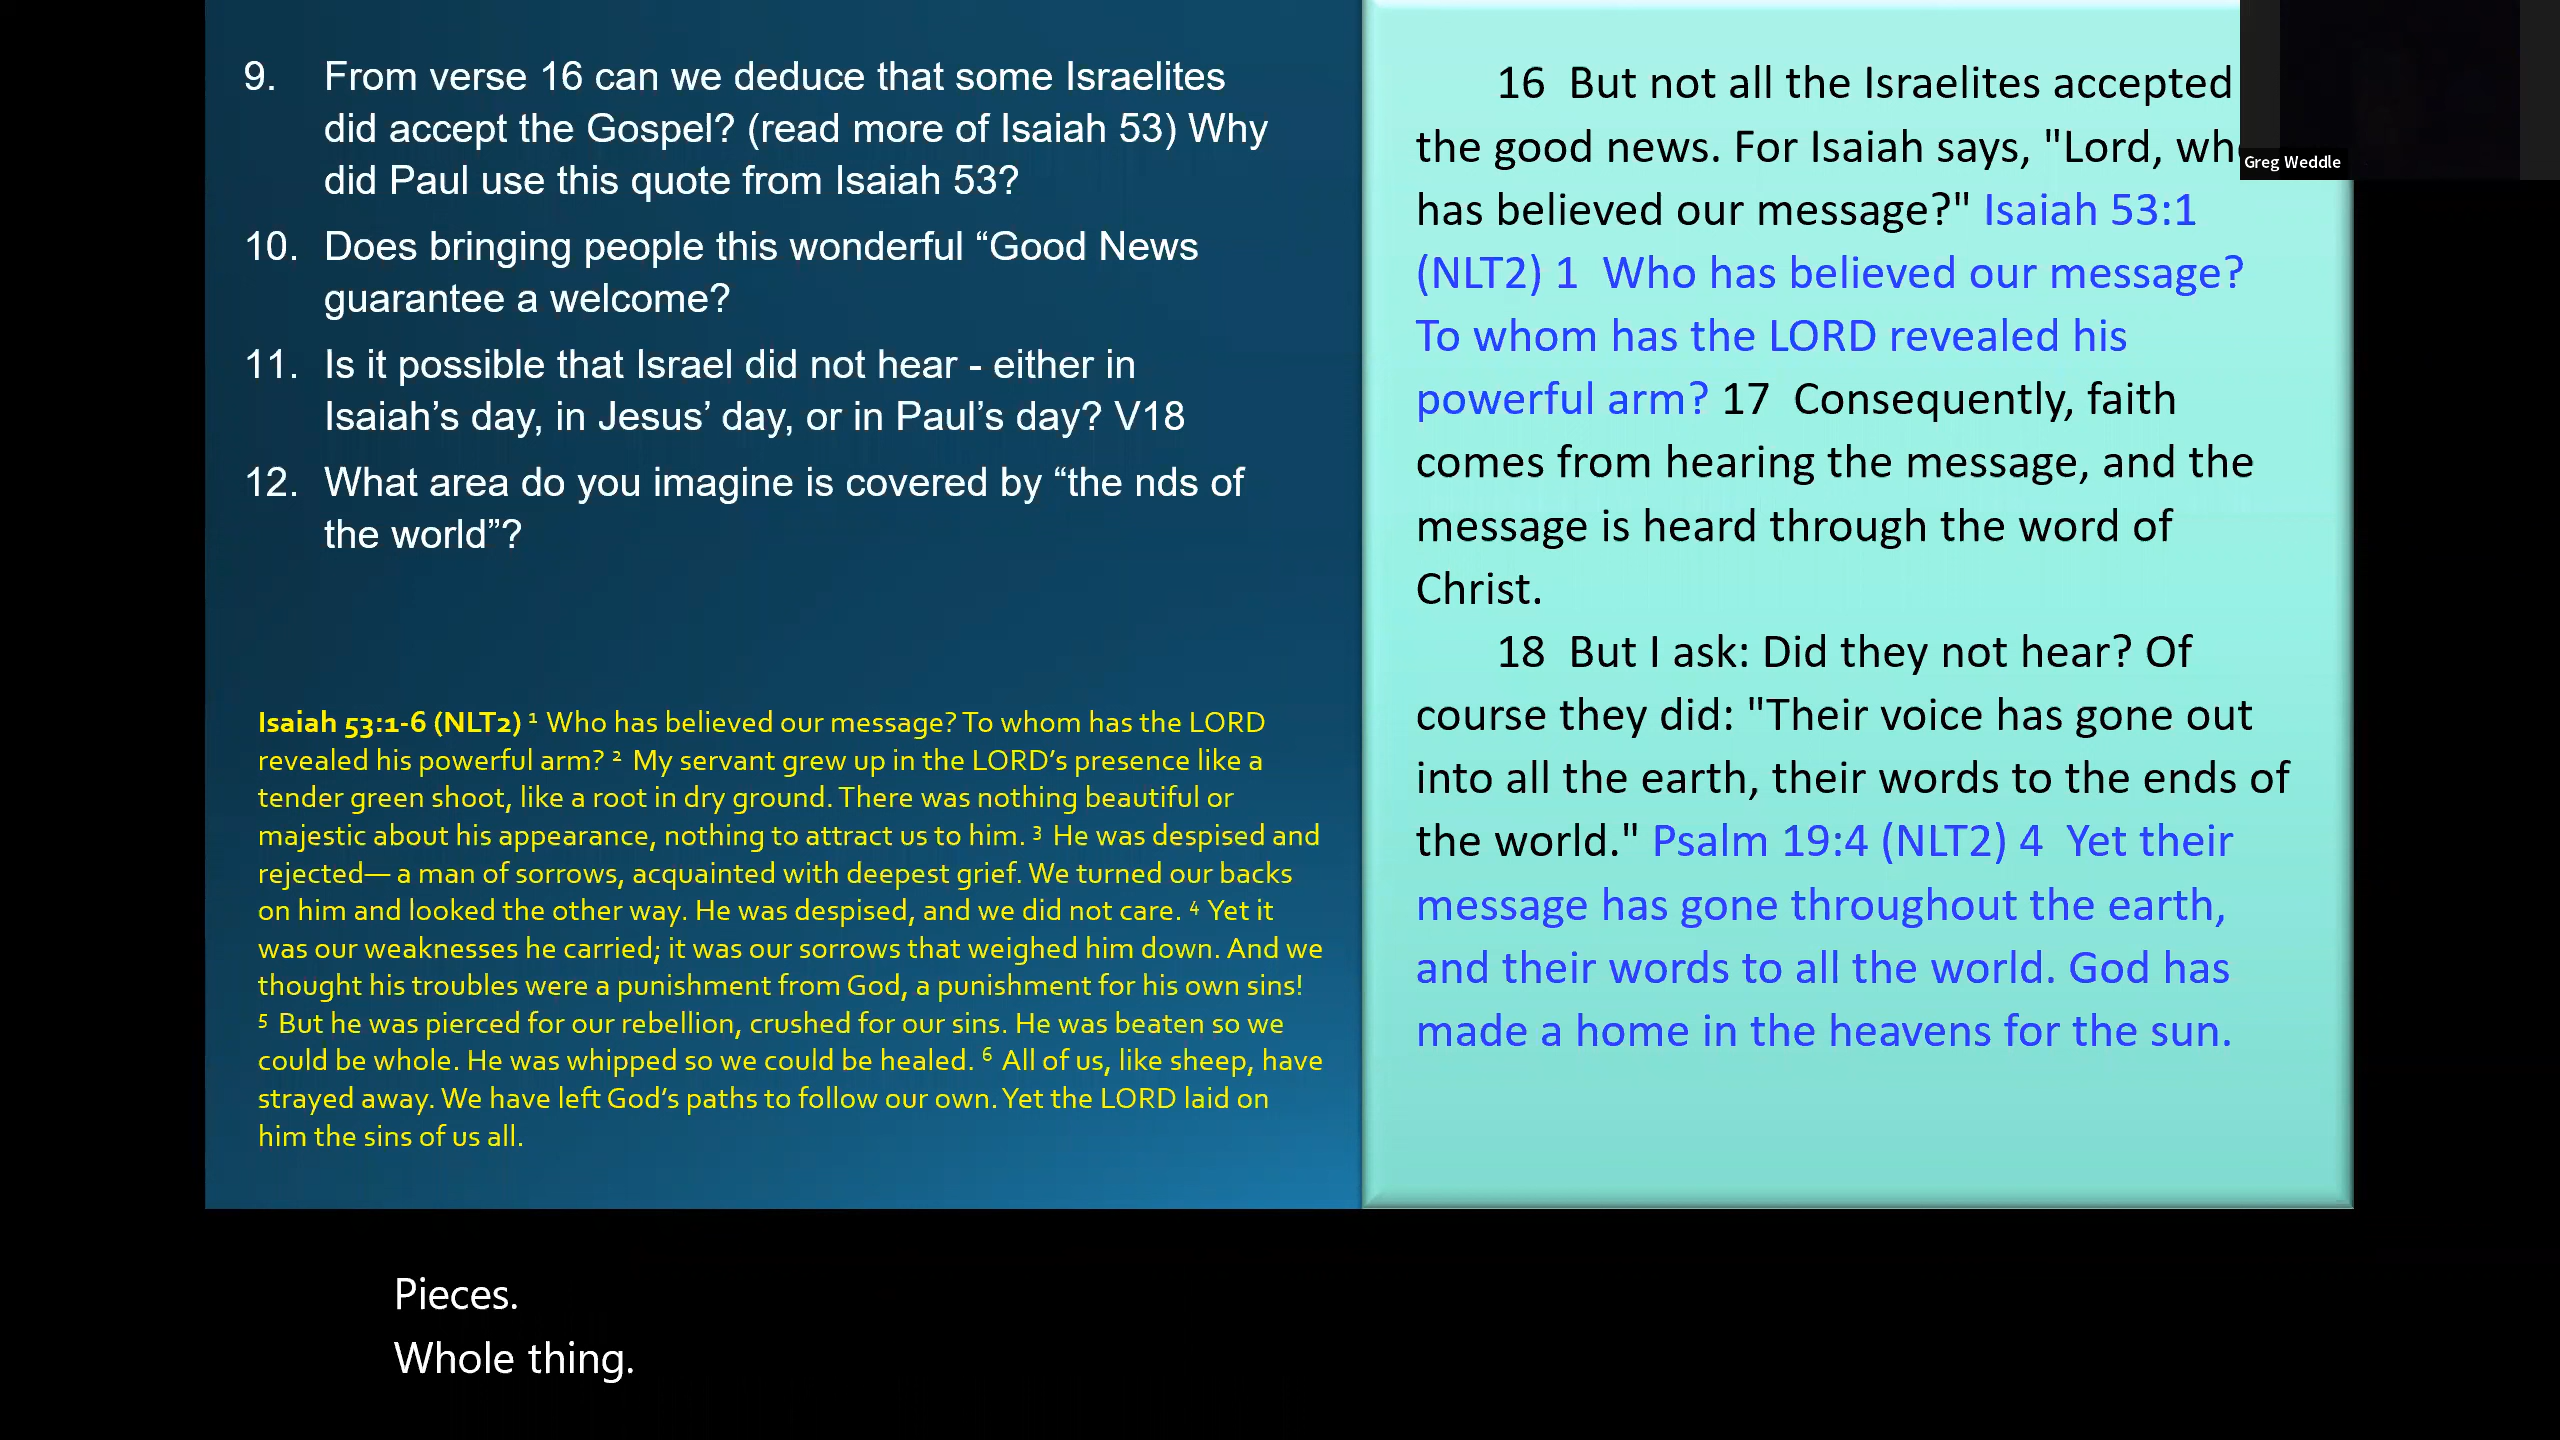 9. From verse 16 can we deduce that some Israelites
did accept the Gospel? (read more of Isaiah 53) Why
did Paul use this quote from Isaiah 53?
10. Does bringing people this wonderful “Good News
guarantee a welcome?
11. Is it possible that Israel did not hear - either in
Isaiah’s day, in Jesus’ day, or in Paul’s day? V18
12. What area do you imagine is covered by “the nds of
the world”?
Isaiah 53:1-6 (NLT2) 1 Who has believed our message? To whom has the LORD
revealed his powerful arm? 2 My servant grew up in the LORD’s presence like a
tender green shoot, like a root in dry ground. There was nothing beautiful or
majestic about his appearance, nothing to attract us to him. 3 He was despised and
rejected— a man of sorrows, acquainted with deepest grief. We turned our backs
on him and looked the other way. He was despised, and we did not care. 4 Yet it
was our weaknesses he carried; it was our sorrows that weighed him down. And we
thought his troubles were a punishment from God, a punishment for his own sins!
5 But he was pierced for our rebellion, crushed for our sins. He was beaten so we
could be whole. He was whipped so we could be healed. 6 All of us, like sheep, have
strayed away. We have left God’s paths to follow our own. Yet the LORD laid on
him the sins of us all.
16 But not all the Israelites accepted
the good news. For Isaiah says, "Lord, who
has believed our message?" Isaiah 53:1
(NLT2) 1 Who has believed our message?
To whom has the LORD revealed his
powerful arm? 17 Consequently, faith
comes from hearing the message, and the
message is heard through the word of
Christ.
18 But I ask: Did they not hear? Of
course they did: "Their voice has gone out
into all the earth, their words to the ends of
the world." Psalm 19:4 (NLT2) 4 Yet their
message has gone throughout the earth,
and their words to all the world. God has
made a home in the heavens for the sun.
Greg Weddle
Pieces.
Whole thing.